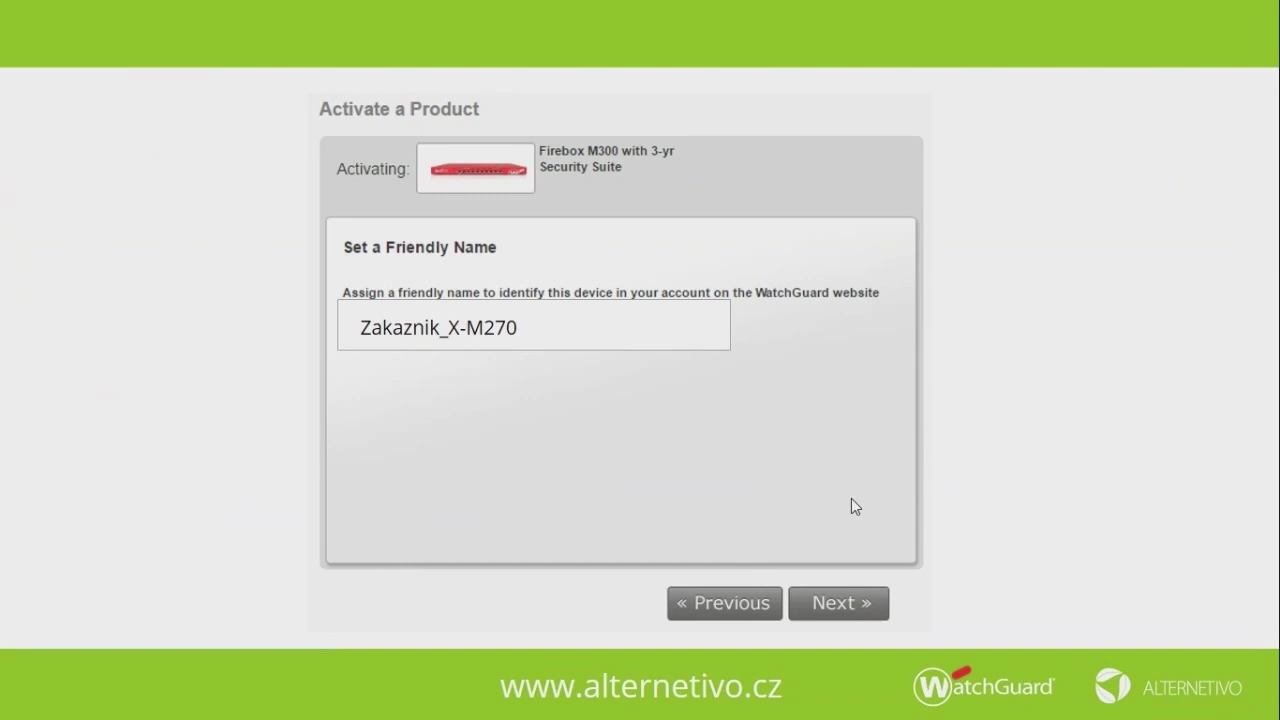 Activate a Product
Activating:
Firebox M300 with 3-yr
Security Suite
Set a Friendly Name
Assign a friendly name to identify this device in your account on the WatchGuard website
Zakaznik_X-M270
« Previous
Next »
www.alternetivo.cz
WatchGuard
ALTERNETIVO